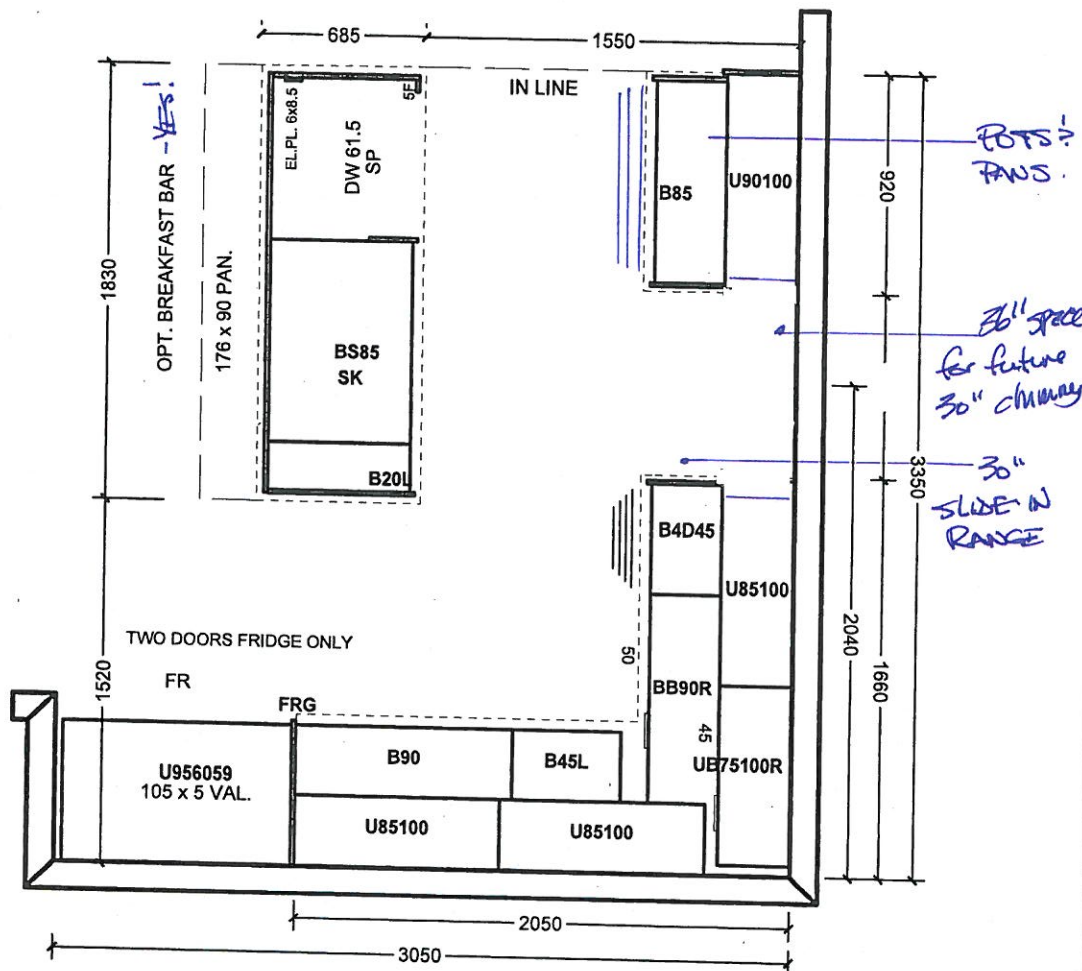 685
1550
IN LINE
1830
OPT. BREAKFAST BAR
-YES!
176 x 90 PAN.
EL.PL. 6x8.5
5F
DW 61.5
SP
B85
U90100
920
POTS &
PANS.
BS85
SK
36" SPACE
for future
30" chimney
B20L
3350
30"
SLIDE-IN
RANGE
B4D45
U85100
2040
1660
TWO DOORS FRIDGE ONLY
50
1520
FR
FRG
BB90R
45
UB75100R
B90
B45L
U956059
105 x 5 VAL.
U85100
U85100
2050
3050